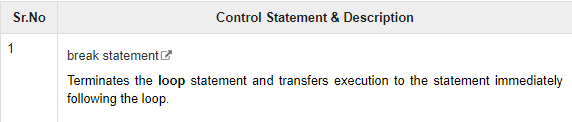 Sr.No Control Statement & Description
1
break statement
Terminates the loop statement and transfers execution to the statement immediately
following the loop.